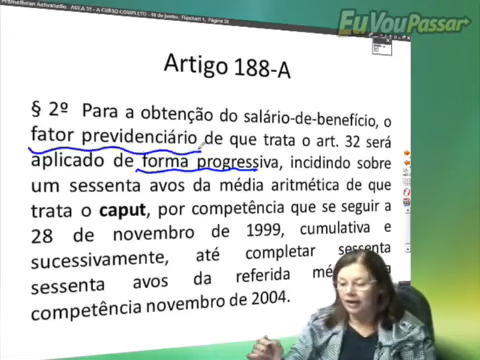 EuVouPassar
Artigo 188-A
§ 2º Para a obtenção do salário-de-benefício, o
fator previdenciário de que trata o art. 32 será
aplicado de forma progressiva, incidindo sobre
um sessenta avos da média aritmética de que
trata o caput, por competência que se seguir a
28 de novembro de 1999, cumulativa e
sucessivamente, até completar sessenta
sessenta avos da referida
competência novembro de 2004.